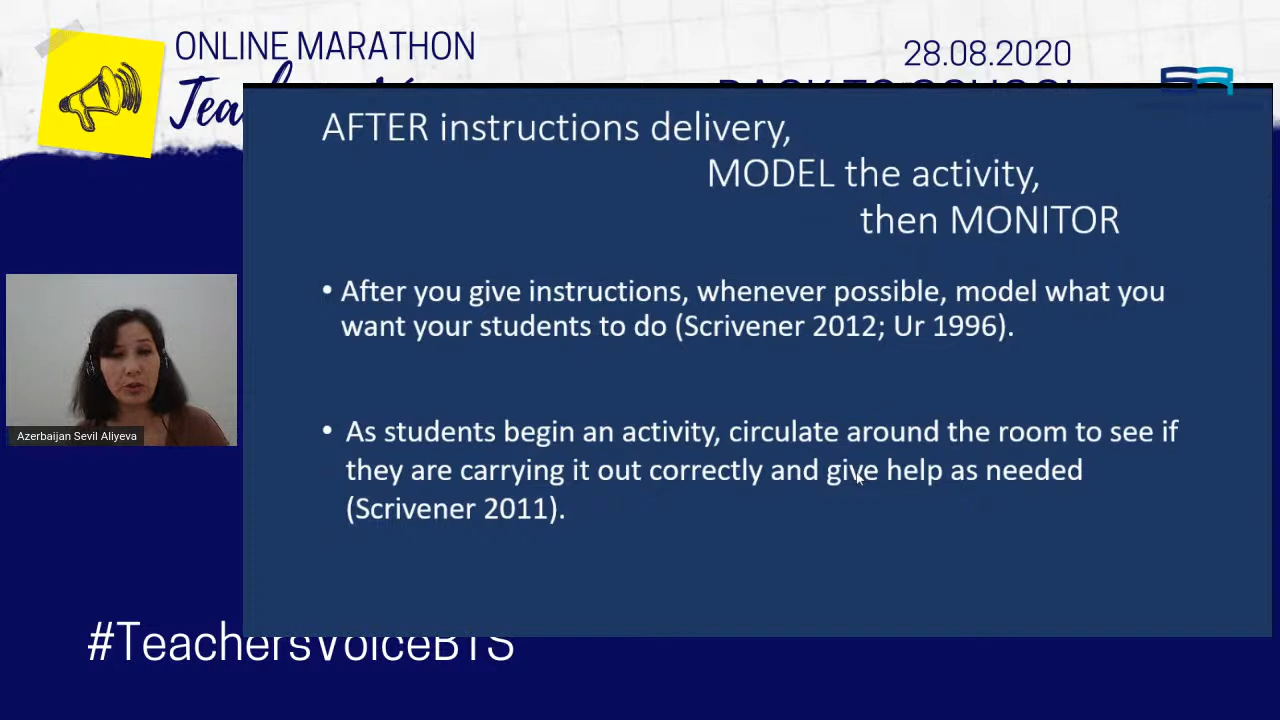 ONLINE MARATHON
28.08.2020
AFTER instructions delivery,
MODEL the activity,
then MONITOR
• After you give instructions, whenever possible, model what you
want your students to do (Scrivener 2012; Ur 1996).
• As students begin an activity, circulate around the room to see if
they are carrying it out correctly and give help as needed
(Scrivener 2011).
Azerbaijan Sevil Aliyeva
#TeachersVoiceBTS